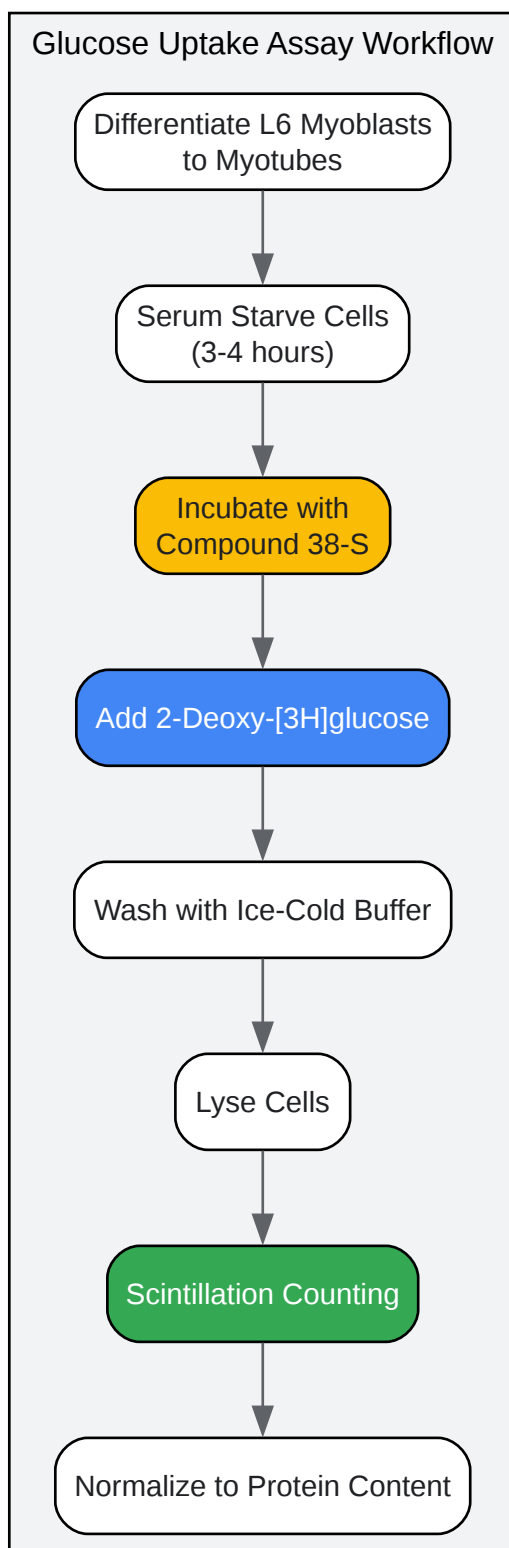 Glucose Uptake Assay Workflow
Differentiate L6 Myoblasts
to Myotubes
Serum Starve Cells
(3-4 hours)
Incubate with
Compound 38-S
Add 2-Deoxy-[3H]glucose
Wash with Ice-Cold Buffer
Lyse Cells
Scintillation Counting
Normalize to Protein Content